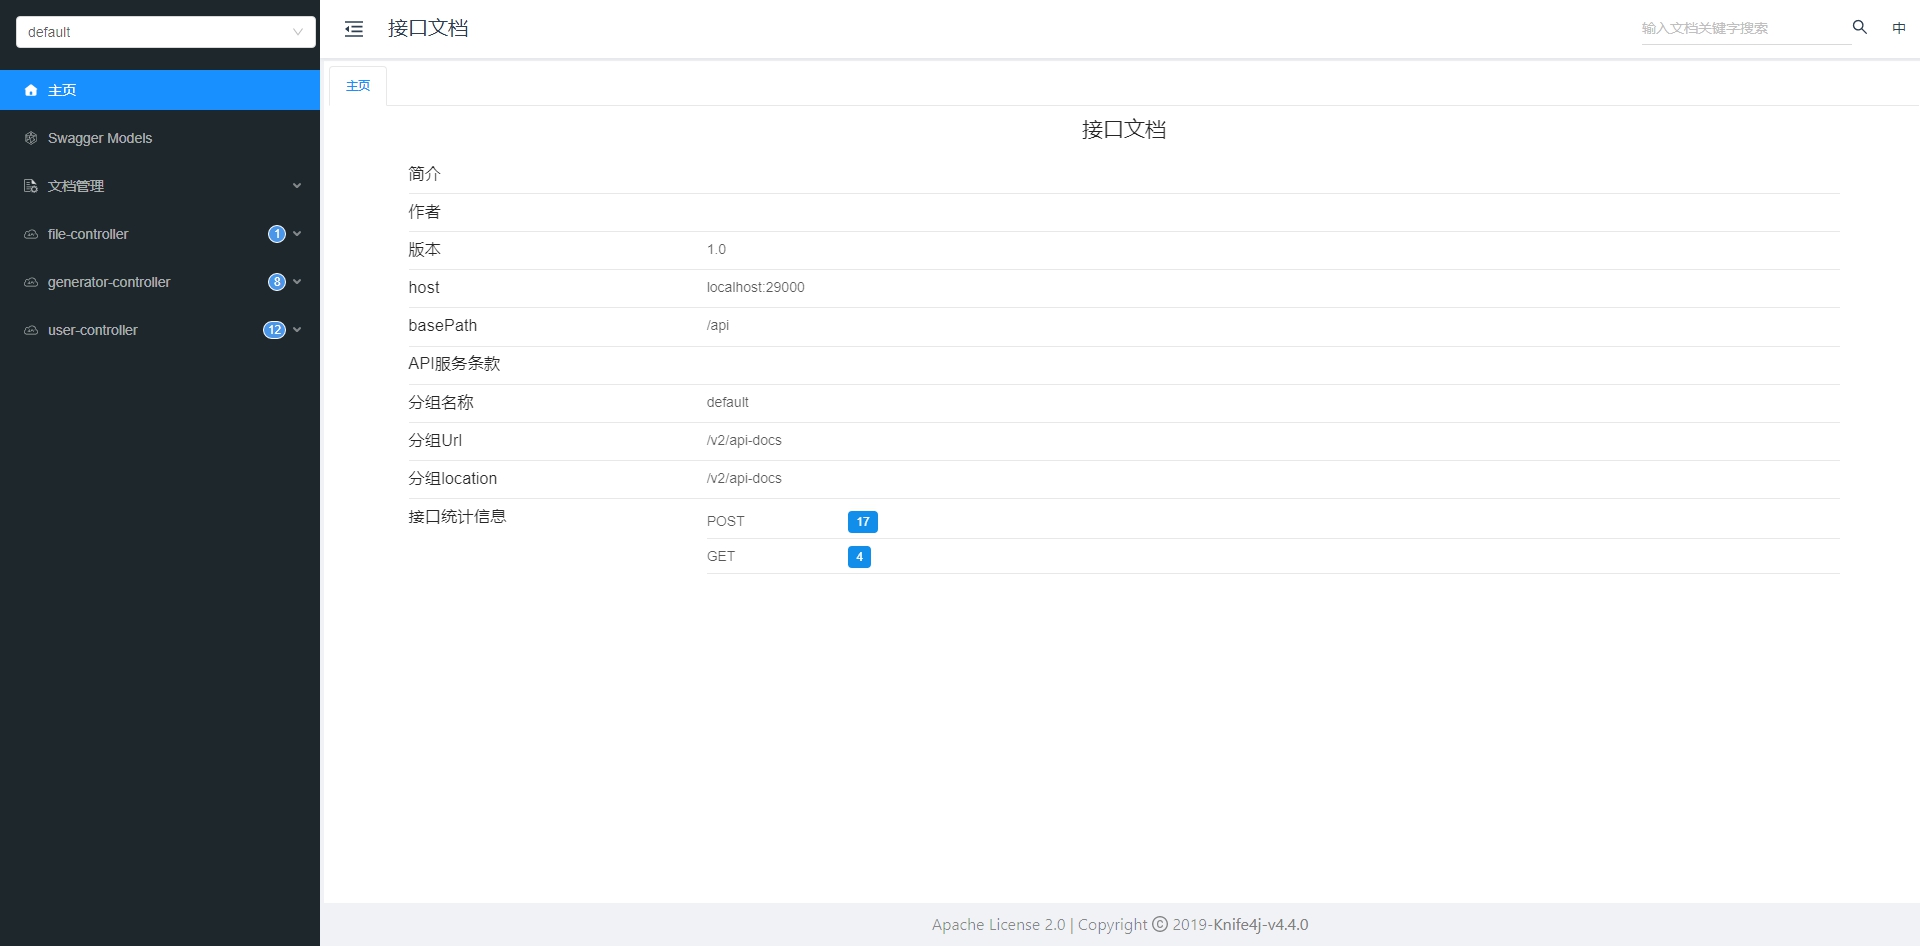 default
主页
Swagger Models
文档管理
file-controller 1
generator-controller 8
user-controller 12
接口文档
输入文档关键字搜索
中
主页
接口文档
简介
作者
版本 1.0
host localhost:29000
basePath /api
API服务条款
分组名称 default
分组Url /v2/api-docs
分组location /v2/api-docs
接口统计信息 POST 17
GET 4
Apache License 2.0 | Copyright © 2019-Knife4j-v4.4.0